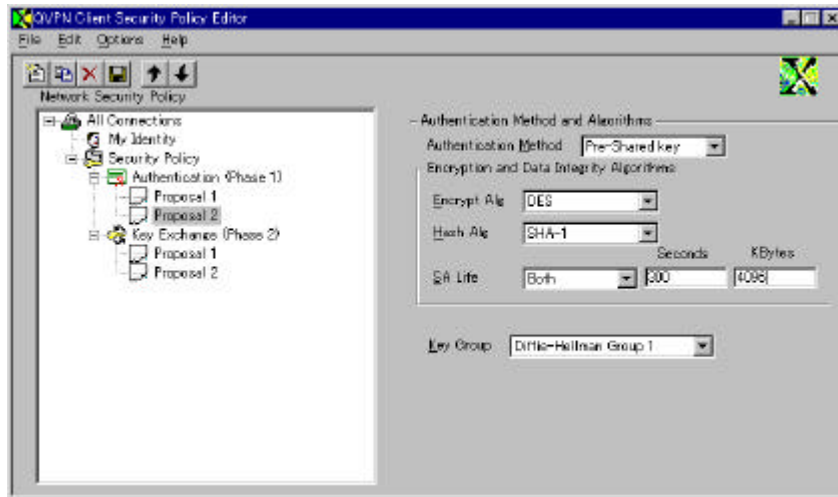 QVPN Client Security Policy Editor
File Edit Options Help
Network Security Policy
All Connections
My Identity
Security Policy
Authentication (Phase 1)
Proposal 1
Proposal 2
Key Exchange (Phase 2)
Proposal 1
Proposal 2
Authentication Method and Algorithms
Authentication Method Pre-Shared key
Encryption and Data Integrity Algorithms
Encrypt Alg DES
Hash Alg SHA-1
Seconds KBytes
SA Life Both 300 4096
Key Group Diffie-Hellman Group 1